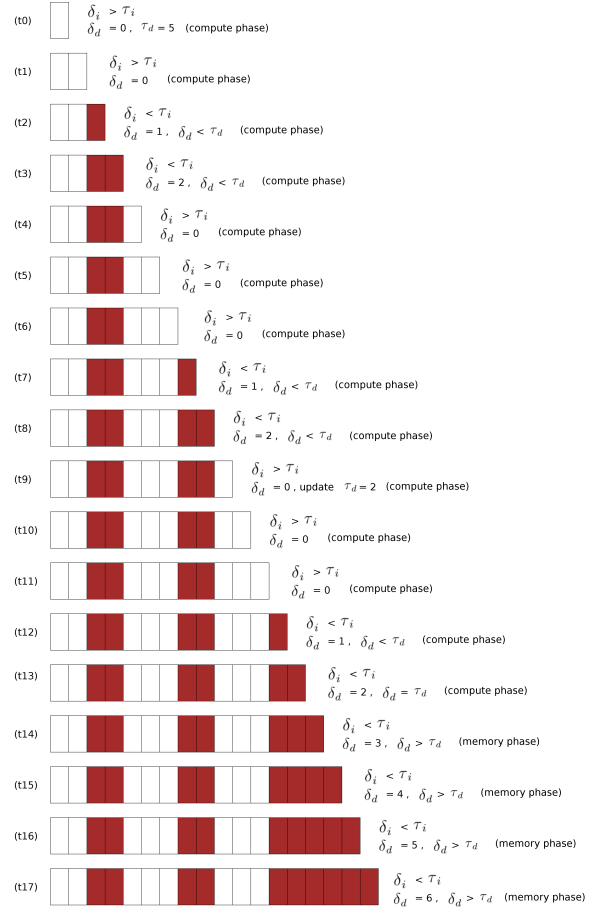 (t0) δi > τi
δd = 0 , τd = 5 (compute phase)
(t1) δi > τi
δd = 0 (compute phase)
(t2) δi < τi
δd = 1 , δd < τd (compute phase)
(t3) δi < τi
δd = 2 , δd < τd (compute phase)
(t4) δi > τi
δd = 0 (compute phase)
(t5) δi > τi
δd = 0 (compute phase)
(t6) δi > τi
δd = 0 (compute phase)
(t7) δi < τi
δd = 1 , δd < τd (compute phase)
(t8) δi < τi
δd = 2 , δd < τd (compute phase)
(t9) δi > τi
δd = 0 , update τd = 2 (compute phase)
(t10) δi > τi
δd = 0 (compute phase)
(t11) δi > τi
δd = 0 (compute phase)
(t12) δi < τi
δd = 1 , δd < τd (compute phase)
(t13) δi < τi
δd = 2 , δd = τd (compute phase)
(t14) δi < τi
δd = 3 , δd > τd (memory phase)
(t15) δi < τi
δd = 4 , δd > τd (memory phase)
(t16) δi < τi
δd = 5 , δd > τd (memory phase)
(t17) δi < τi
δd = 6 , δd > τd (memory phase)